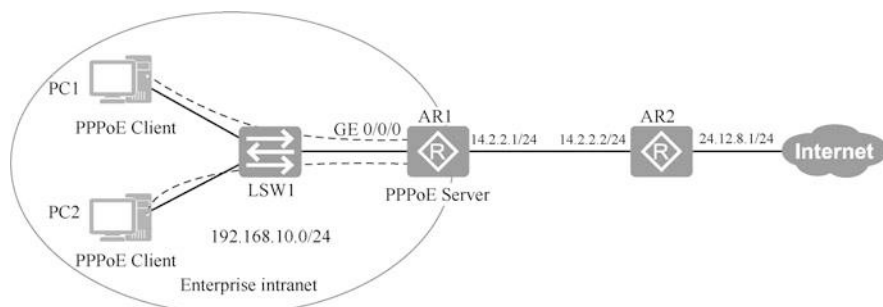 PC1
PPPoE Client
GE 0/0/0
AR1
R
14.2.2.1/24
14.2.2.2/24
AR2
R
24.12.8.1/24
Internet
LSW1
PPPoE Server
PC2
PPPoE Client
192.168.10.0/24
Enterprise intranet